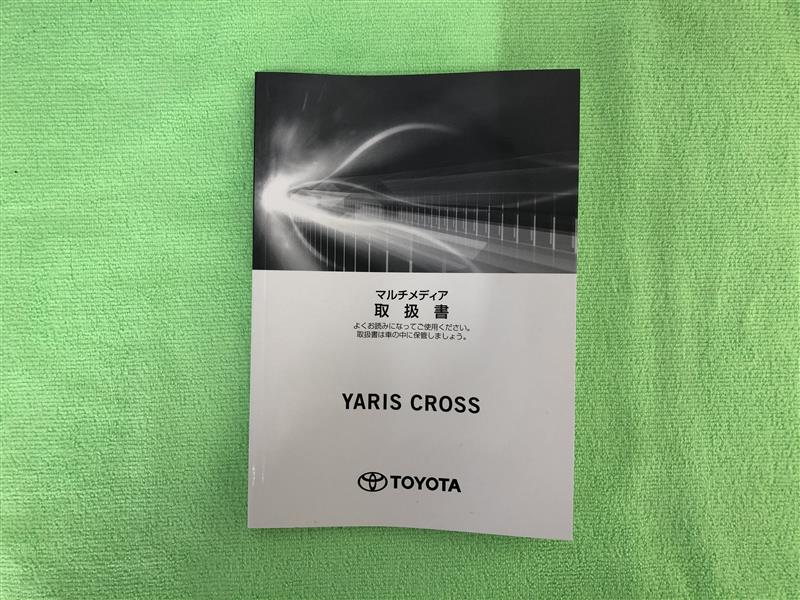 マルチメディア
取扱書
よくお読みになってご使用ください。
取扱書は車の中に保管しましょう。
YARIS CROSS
TOYOTA